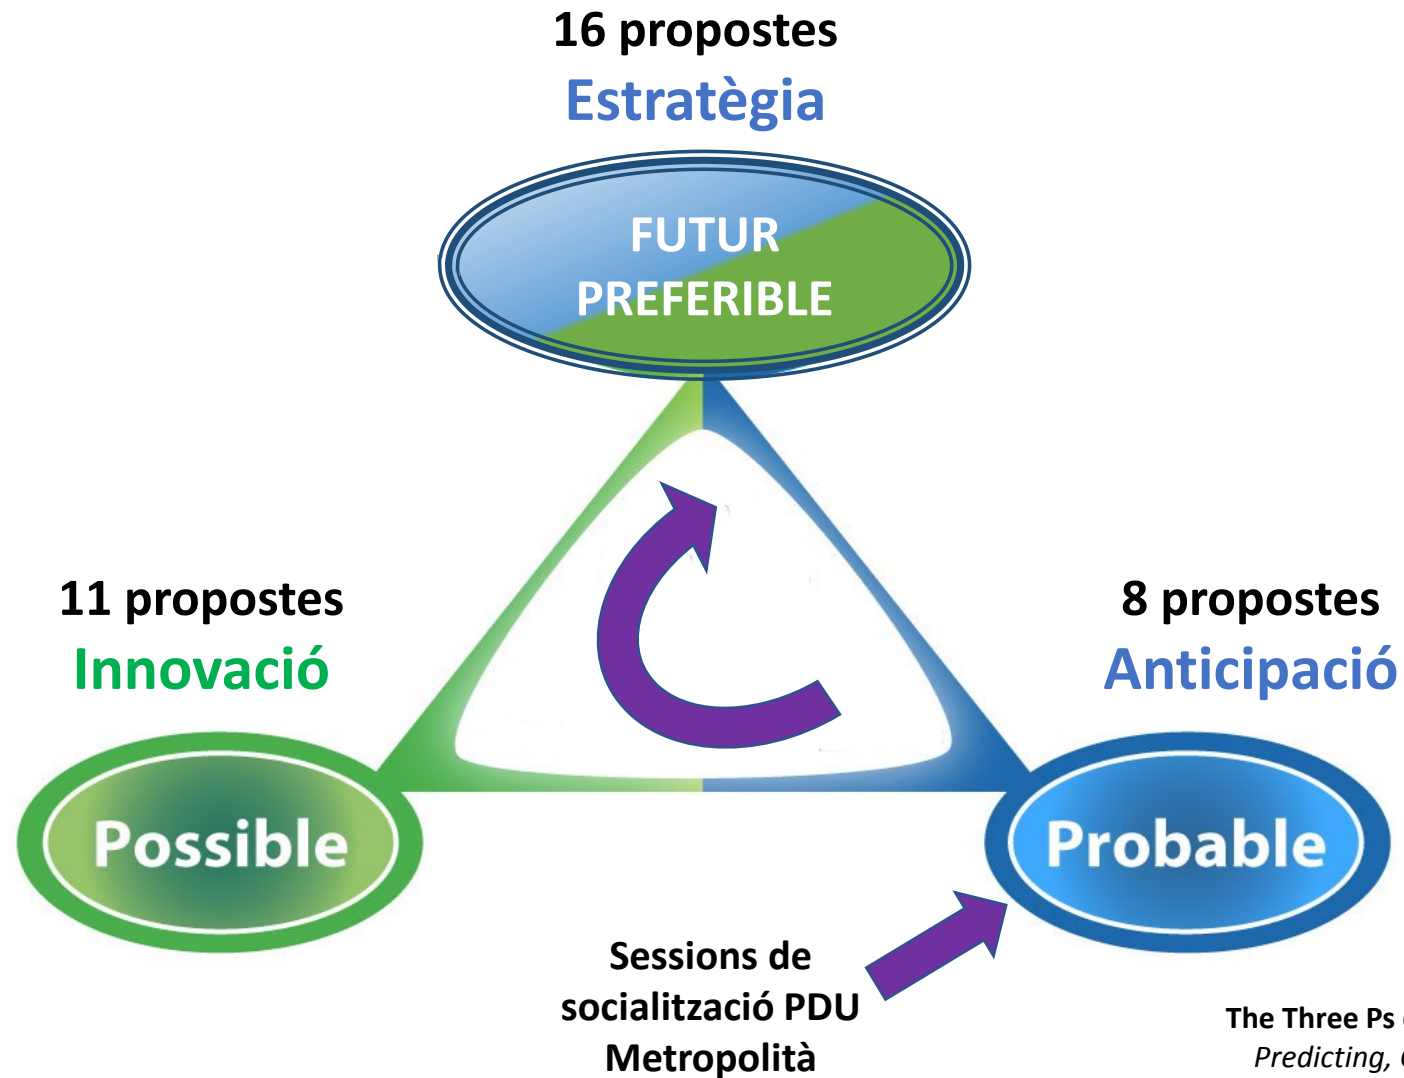 16 propostes
Estratègia
FUTUR
PREFERIBLE
11 propostes
Innovació
8 propostes
Anticipació
Possible
Probable
Sessions de
socialització PDU
Metropolità
The Three Ps
Predicting,